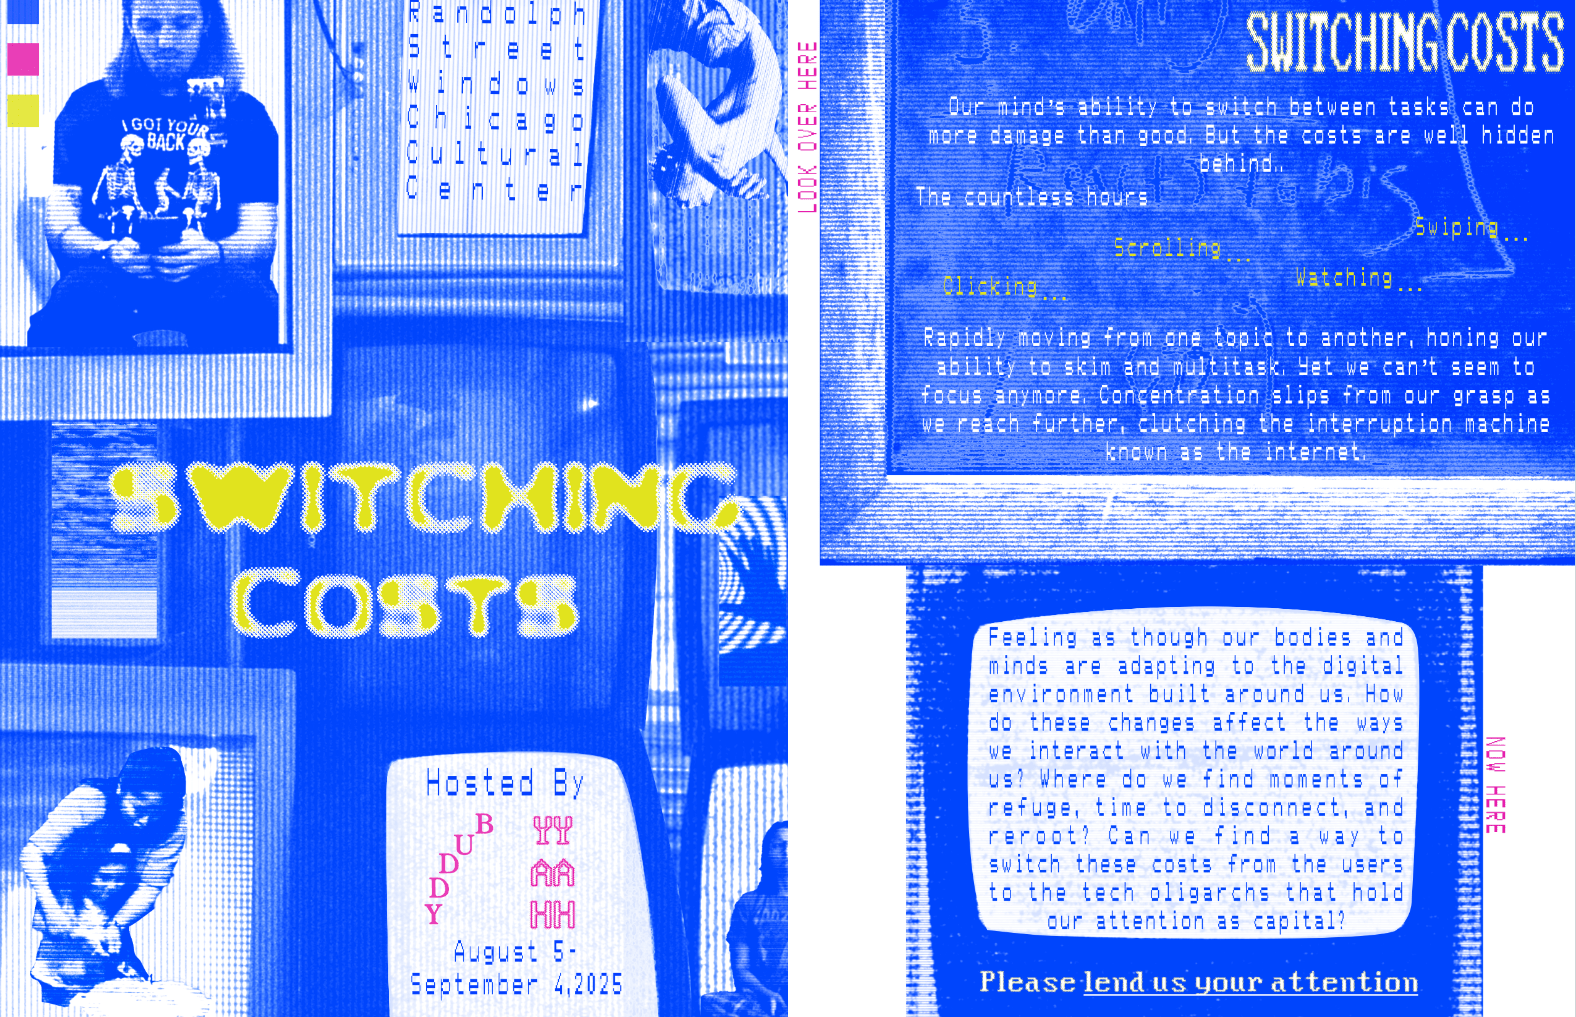 I GOT YOUR
BACK
Randolph
Street
windows
Chicago
Cultural
Center
SWITCHING
COSTS
Hosted By
BUDDY
YYAAHH
August 5-
September 4,2025
LOOK OVER HERE
SWITCHING COSTS
Our mind's ability to switch between tasks can do
more damage than good. But the costs are well hidden
behind..
The countless hours
Swiping...
Scrolling...
Watching...
Clicking...
Rapidly moving from one topic to another, honing our
ability to skim and multitask. Yet we can't seem to
focus anymore. Concentration slips from our grasp as
we reach further, clutching the interruption machine
known as the internet.
Feeling as though our bodies and
minds are adapting to the digital
environment built around us. How
do these changes affect the ways
we interact with the world around
us? Where do we find moments of
refuge, time to disconnect, and
reroot? Can we find a way to
switch these costs from the users
to the tech oligarchs that hold
our attention as capital?
NOW HERE
Please lend us your attention